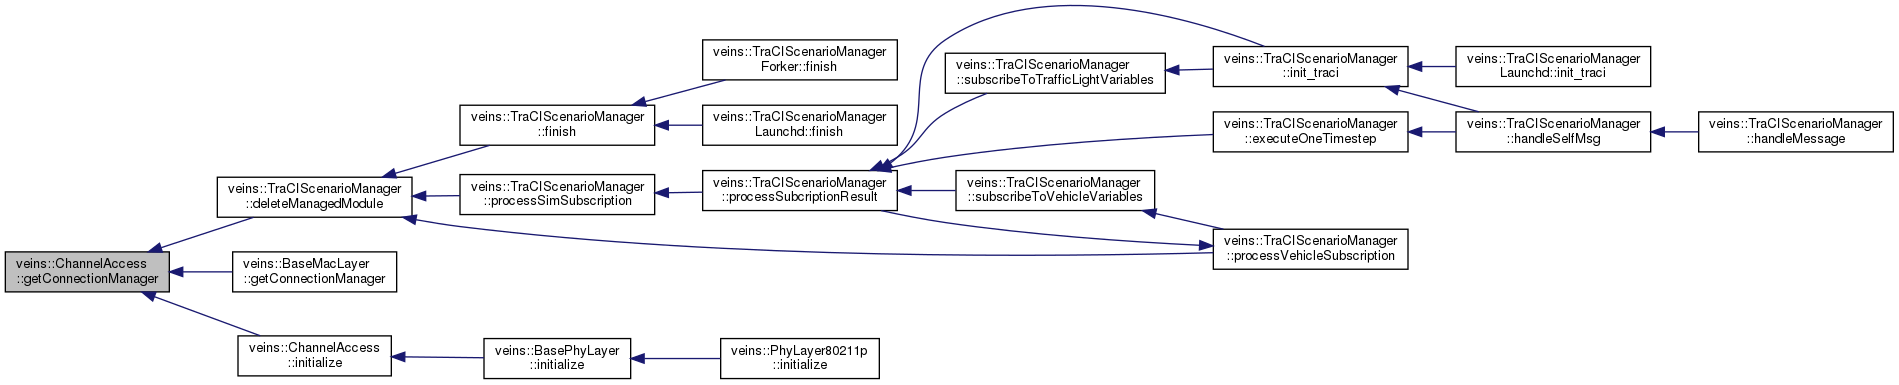 veins::TraCIScenarioManager
Forker::finish
veins::TraCIScenarioManager
::subscribeToTrafficLightVariables
veins::TraCIScenarioManager
::init_traci
veins::TraCIScenarioManager
Launchd::init_traci
veins::TraCIScenarioManager
::finish
veins::TraCIScenarioManager
Launchd::finish
veins::TraCIScenarioManager
::executeOneTimestep
veins::TraCIScenarioManager
::handleSelfMsg
veins::TraCIScenarioManager
::handleMessage
veins::TraCIScenarioManager
::deleteManagedModule
veins::TraCIScenarioManager
::processSimSubscription
veins::TraCIScenarioManager
::processSubcriptionResult
veins::TraCIScenarioManager
::subscribeToVehicleVariables
veins::TraCIScenarioManager
::processVehicleSubscription
veins::ChannelAccess
::getConnectionManager
veins::BaseMacLayer
::getConnectionManager
veins::ChannelAccess
::initialize
veins::BasePhyLayer
::initialize
veins::PhyLayer80211p
::initialize